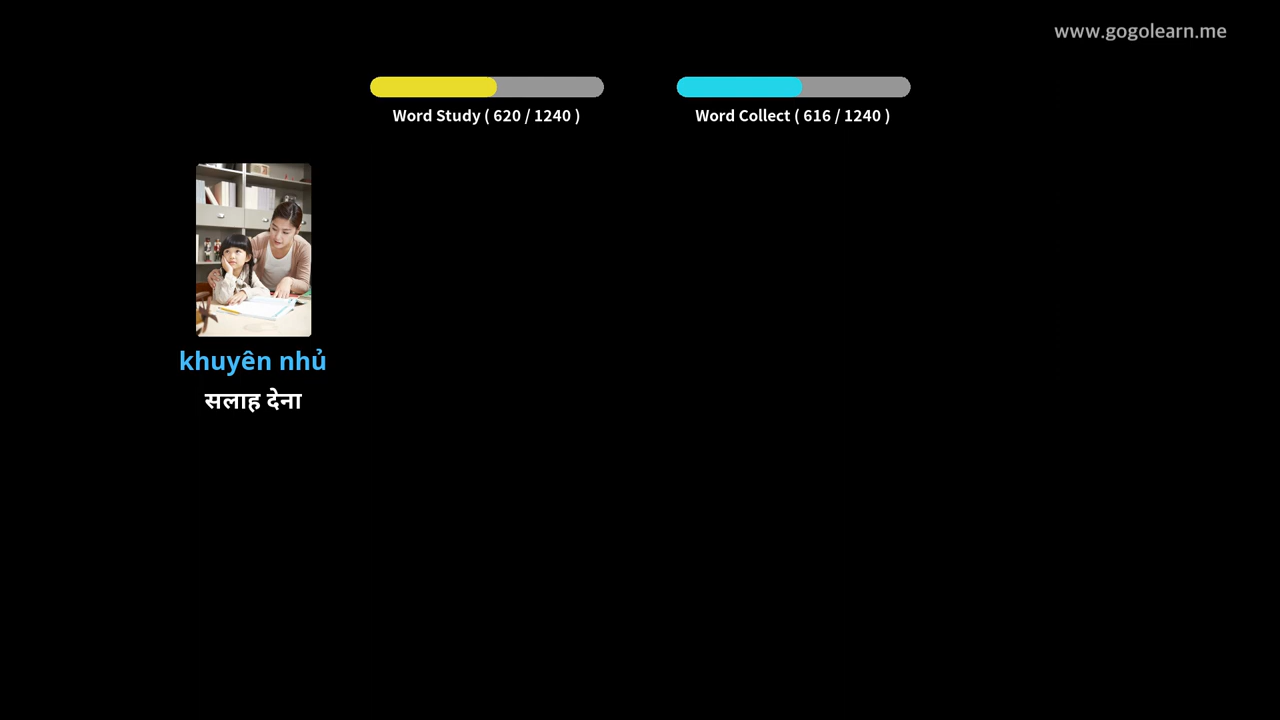 www.gogolearn.me
Word Study ( 620 / 1240 )
Word Collect ( 616 / 1240 )
khuyên nhủ
सलाह देना